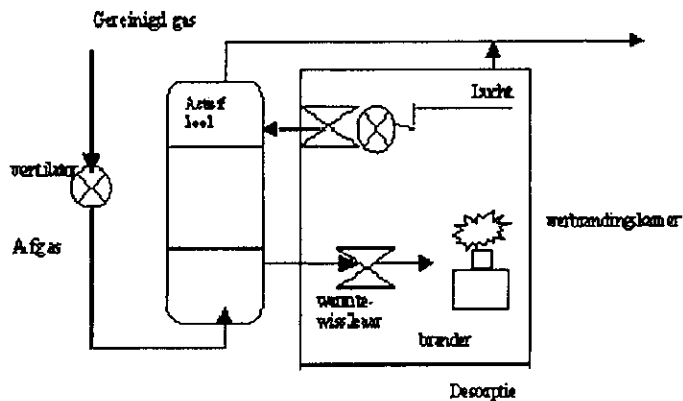 Gereinigd gas
Actief
kool
Lucht
ventilator
Afgas
verbrandingskamer
warmte-
wisselaar
brander
Desorptie